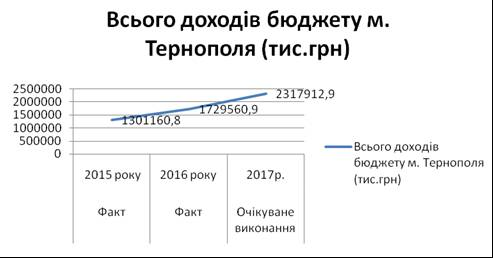 Всього доходів бюджету м.
Тернополя (тис.грн)
2500000
2000000
1500000
1000000
500000
0
1301160,8
1729560,9
2317912,9
2015 року
2016 року
2017р.
Факт
Факт
Очікуване
виконання
Всього доходів
бюджету м. Тернополя
(тис.грн)